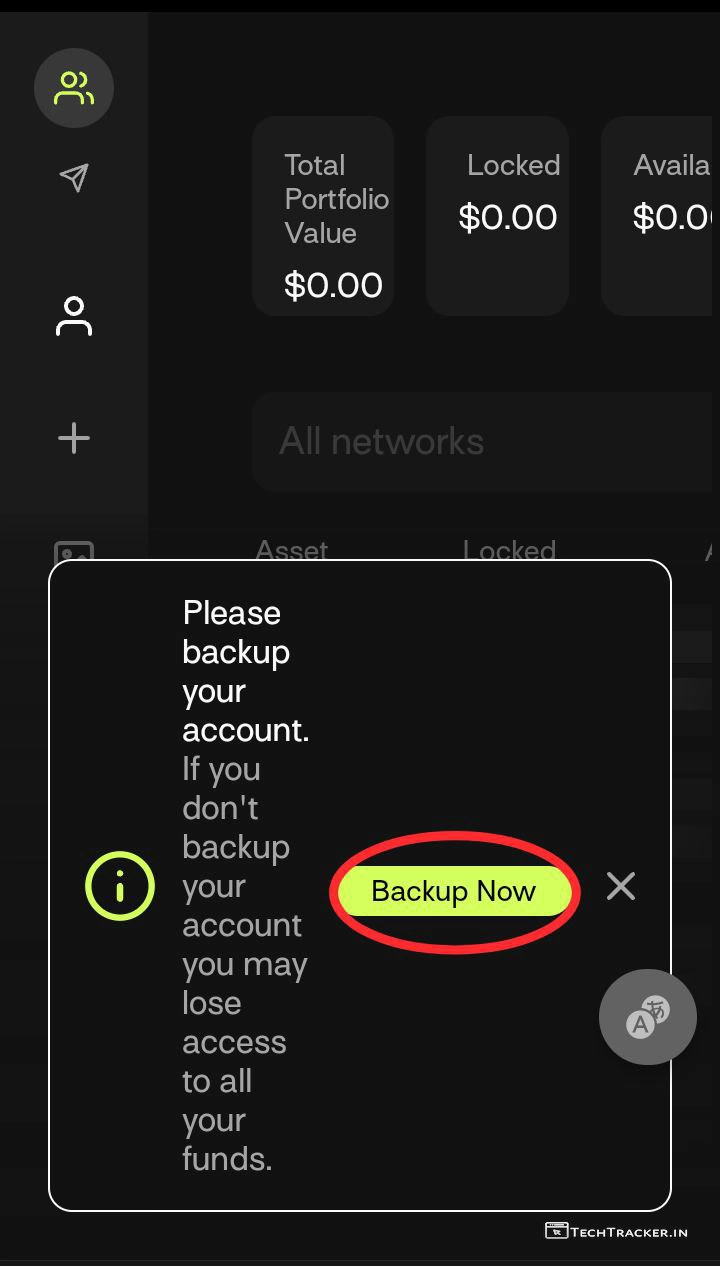 Total
Portfolio
Value
$0.00
Locked
$0.00
Availa
$0.0
All networks
Asset
Locked
Please
backup
your
account.
If you
don't
backup
your
account
you may
lose
access
to all
your
funds.
Backup Now
A あ
TECHTRACKER.IN